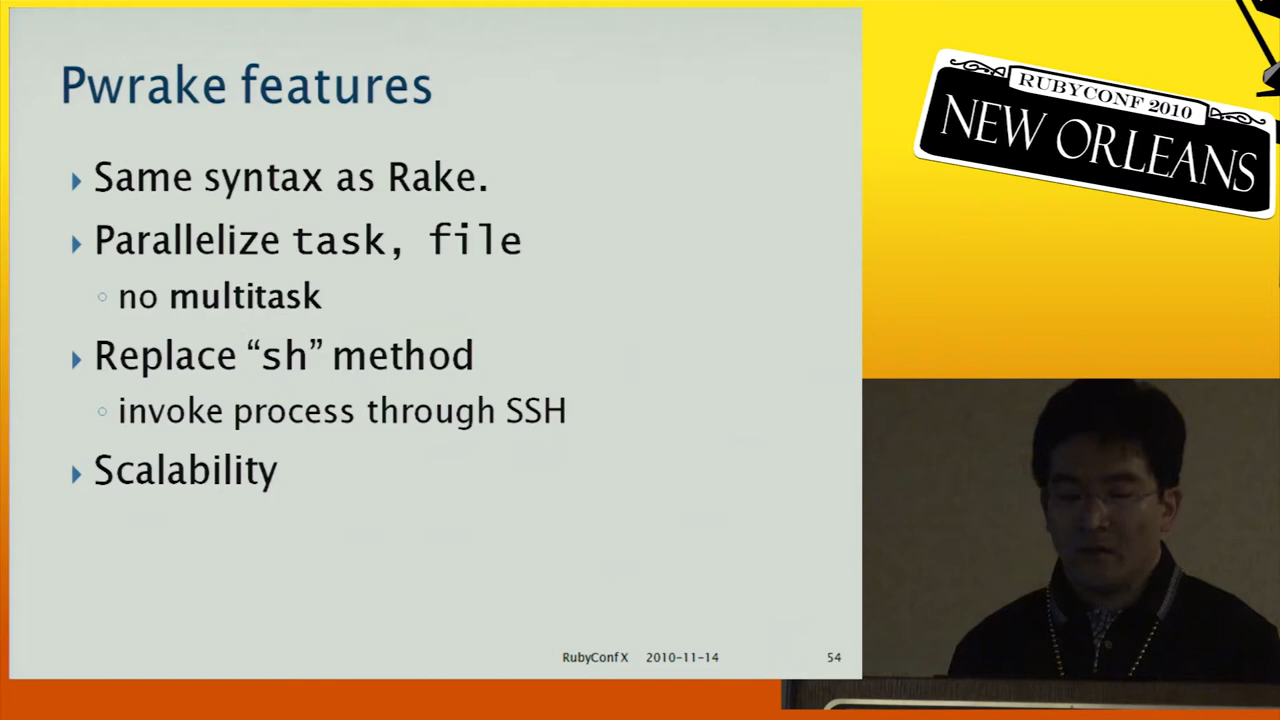 Pwrake features
Same syntax as Rake.
Parallelize task, file
no multitask
Replace “sh” method
invoke process through SSH
Scalability
RubyConf X 2010-11-14 54
RUBYCONF 2010
NEW ORLEANS